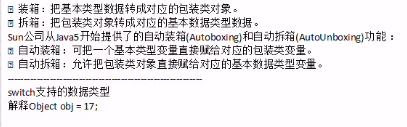 装箱：把基本类型数据转成对应的包装类对象。
拆箱：把包装类对象转成对应的基本数据类型数据。
Sun公司从Java5开始提供了的自动装箱(Autoboxing)和自动拆箱(AutoUnboxing)功能：
自动装箱：可把一个基本类型变量直接赋给对应的包装类变量。
自动拆箱：允许把包装类对象直接赋给对应的基本数据类型变量。
--------------------------------------------------
switch支持的数据类型
解释Object obj = 17;